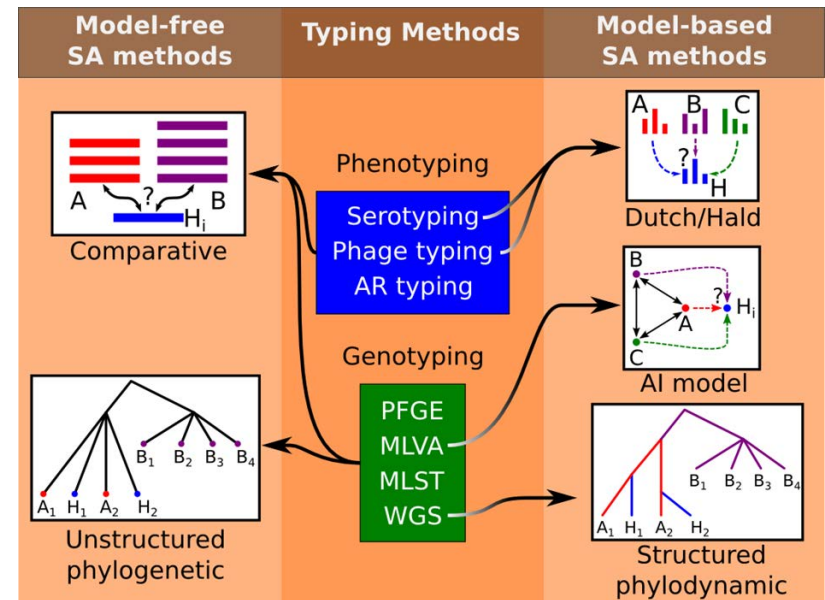 Model-free
SA methods
Typing Methods
Model-based
SA methods
A
?
B
Hᵢ
Comparative
Phenotyping
Serotyping
Phage typing
AR typing
A B C
?
H
Dutch/Hald
B
?
A
Hᵢ
C
AI model
Genotyping
PFGE
MLVA
MLST
WGS
B₁ B₂ B₃ B₄
A₁ H₁ A₂ H₂
Unstructured
phylogenetic
B₁ B₂ B₃ B₄
A₁ H₁ A₂ H₂
Structured
phylodynamic